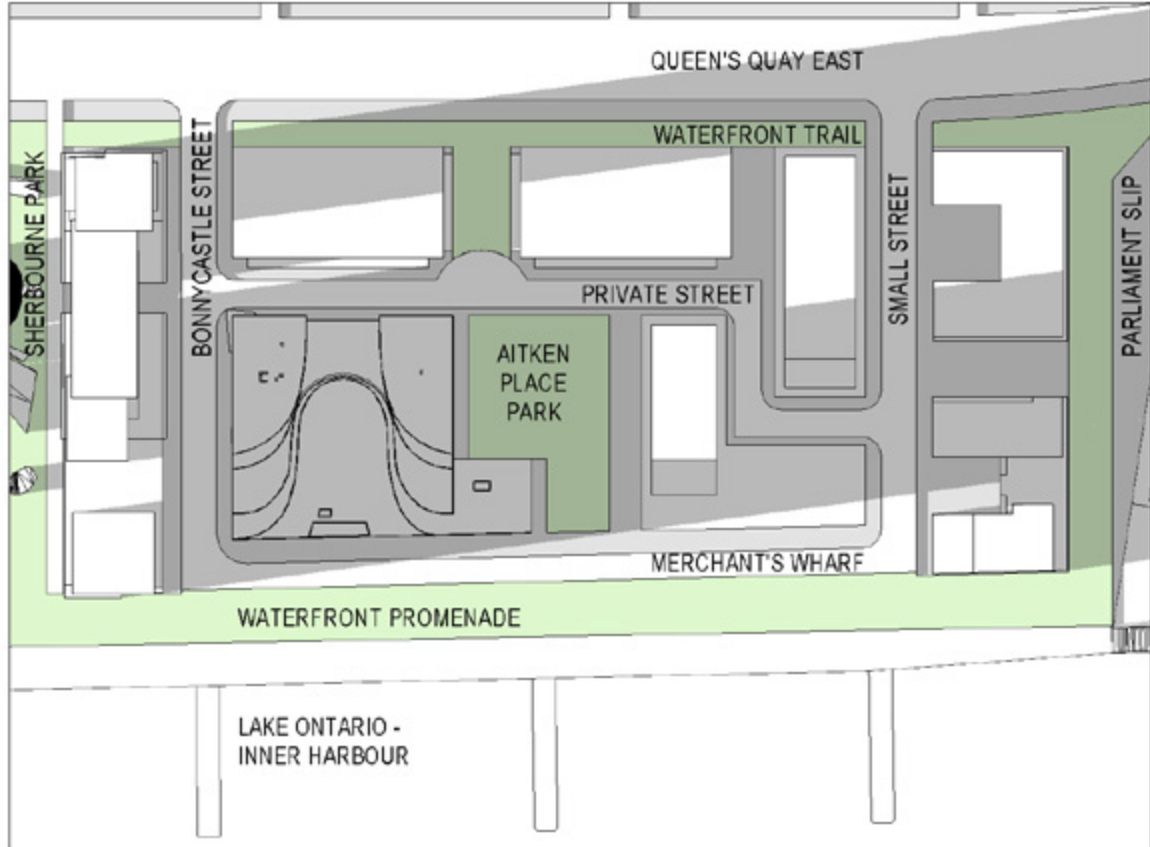 QUEEN'S QUAY EAST
WATERFRONT TRAIL
SHERBOURNE PARK
BONNYCASTLE STREET
SMALL STREET
PARLIAMENT SLIP
PRIVATE STREET
AITKEN
PLACE
PARK
MERCHANT'S WHARF
WATERFRONT PROMENADE
LAKE ONTARIO -
INNER HARBOUR